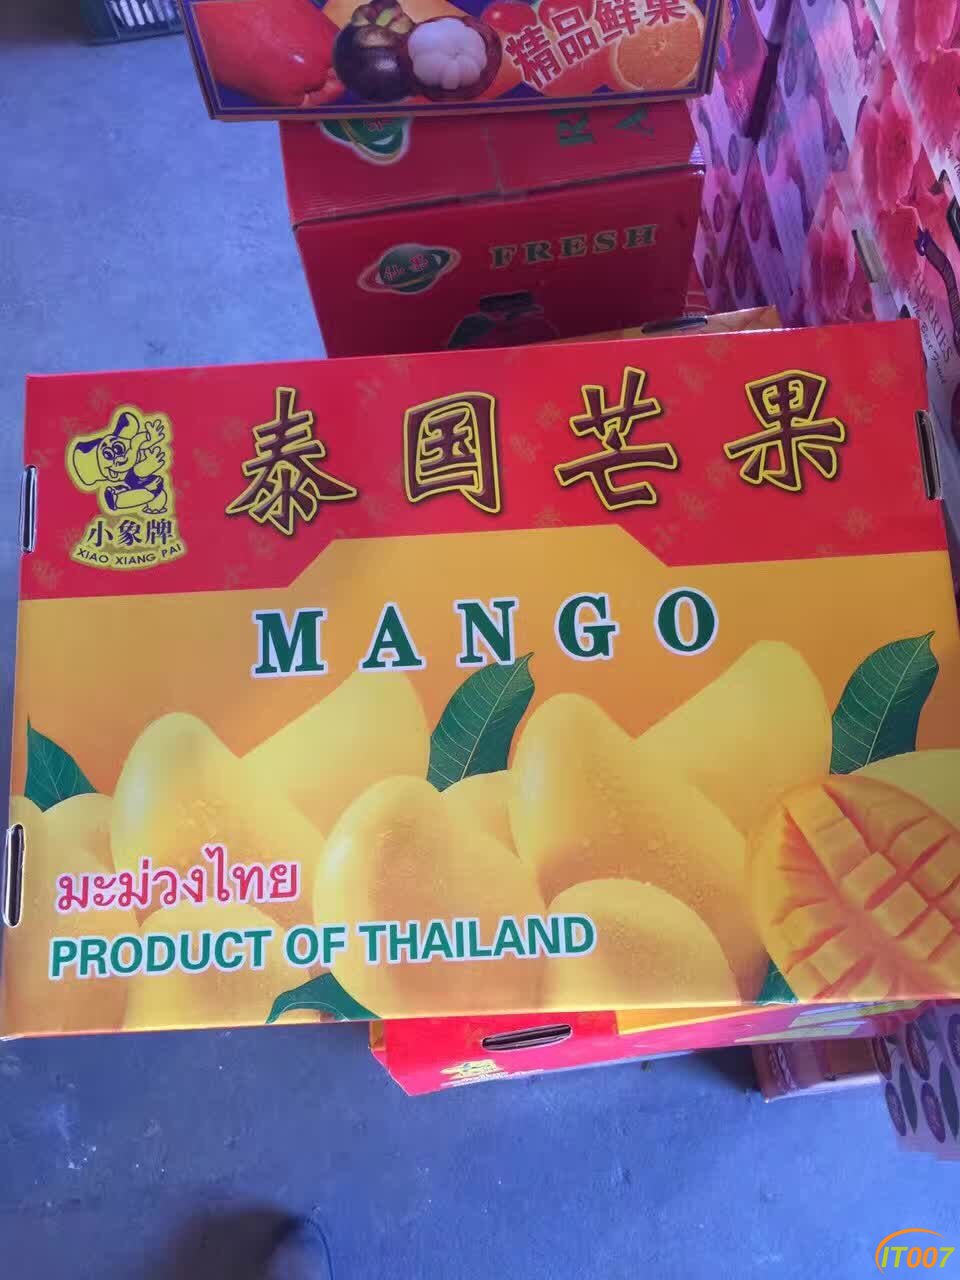 精品鲜果
FRESH
泰国芒果
小象牌
XIAO XIANG PAI
MANGO
มะม่วงไทย
PRODUCT OF THAILAND
IT007